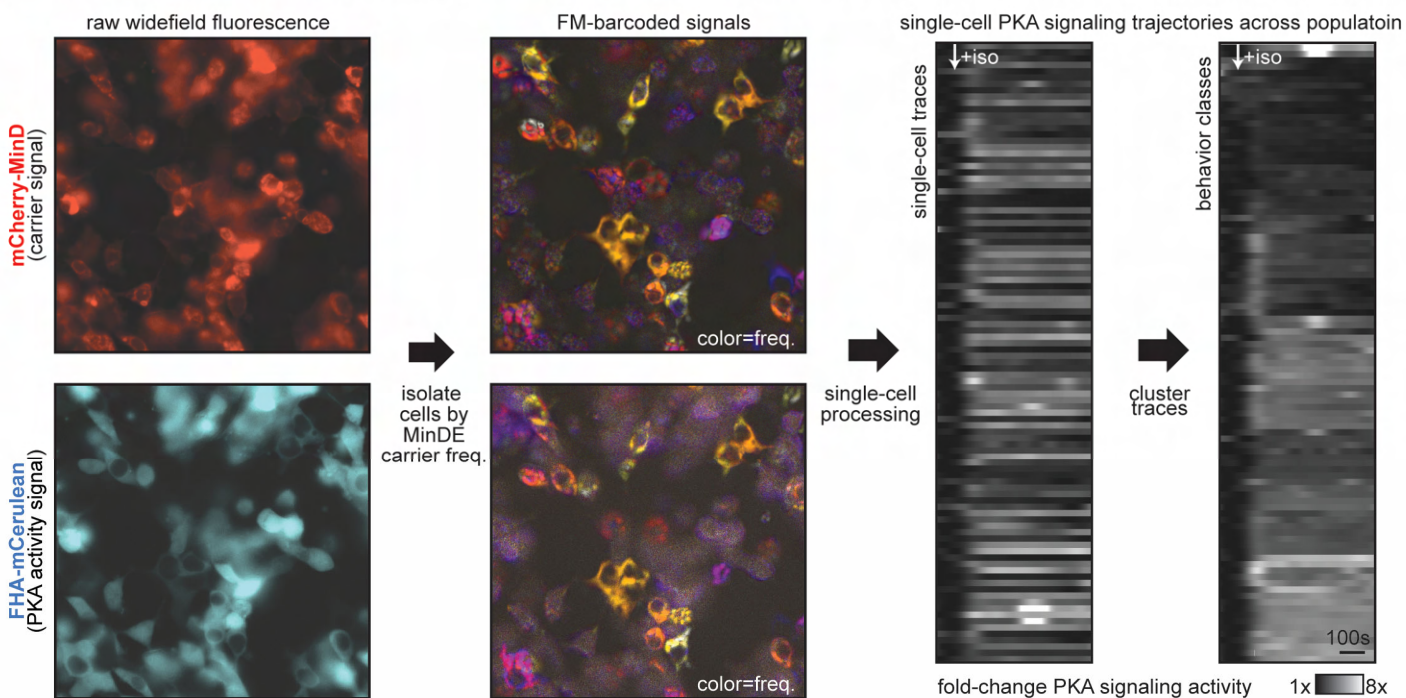 raw widefield fluorescence
FM-barcoded signals
single-cell PKA signaling trajectories across populatoin
mCherry-MinD
(carrier signal)
color=freq.
isolate
cells by
MinDE
carrier freq.
FHA-mCerulean
(PKA activity signal)
color=freq.
single-cell
processing
+iso
single-cell traces
cluster
traces
+iso
behavior classes
100s
fold-change PKA signaling activity
1x
8x